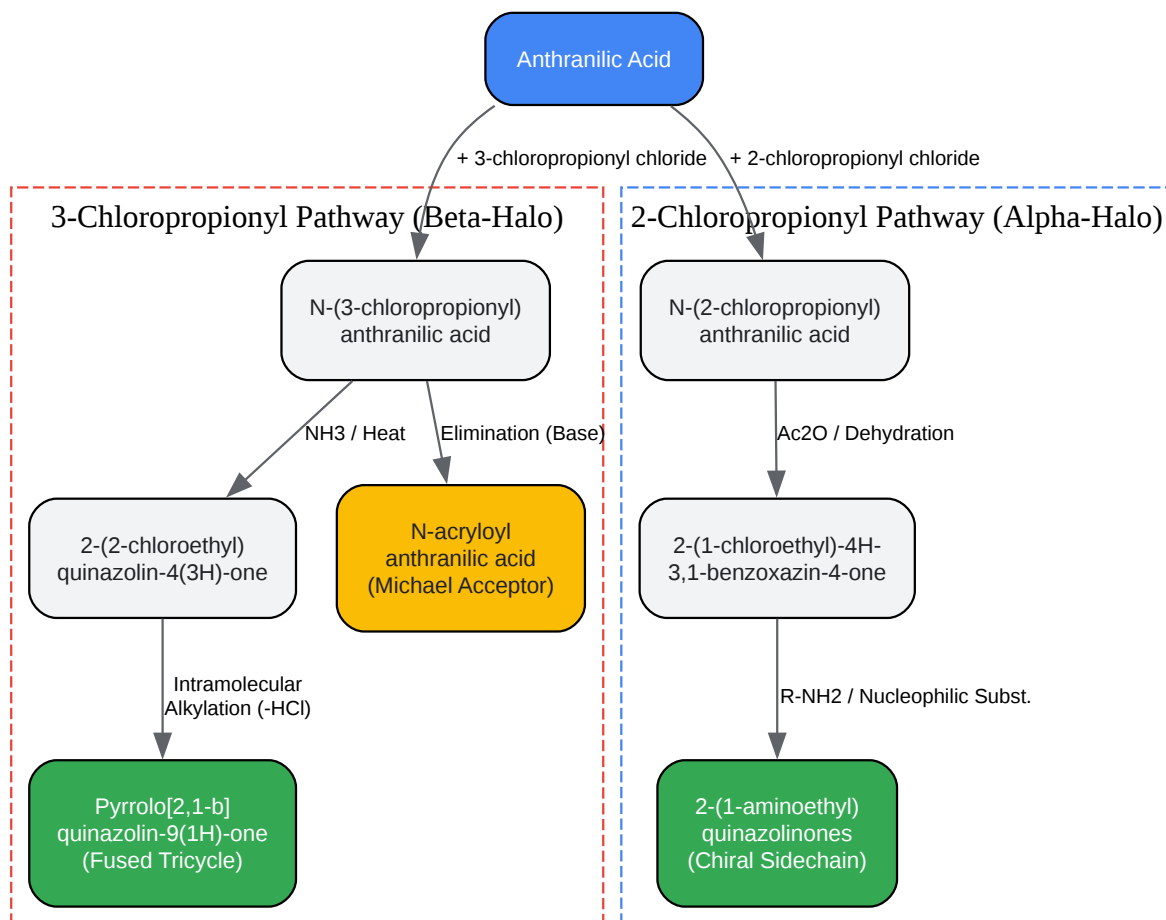 Anthranilic Acid
+ 3-chloropropionyl chloride
+ 2-chloropropionyl chloride
3-Chloropropionyl Pathway (Beta-Halo)
2-Chloropropionyl Pathway (Alpha-Halo)
N-(3-chloropropionyl)
anthranilic acid
N-(2-chloropropionyl)
anthranilic acid
NH3 / Heat
Elimination (Base)
Ac2O / Dehydration
2-(2-chloroethyl)
quinazolin-4(3H)-one
N-acryloyl
anthranilic acid
(Michael Acceptor)
2-(1-chloroethyl)-4H-
3,1-benzoxazin-4-one
Intramolecular
Alkylation (-HCl)
R-NH2 / Nucleophilic Subst.
Pyrrolo[2,1-b]
quinazolin-9(1H)-one
(Fused Tricycle)
2-(1-aminoethyl)
quinazolinones
(Chiral Sidechain)